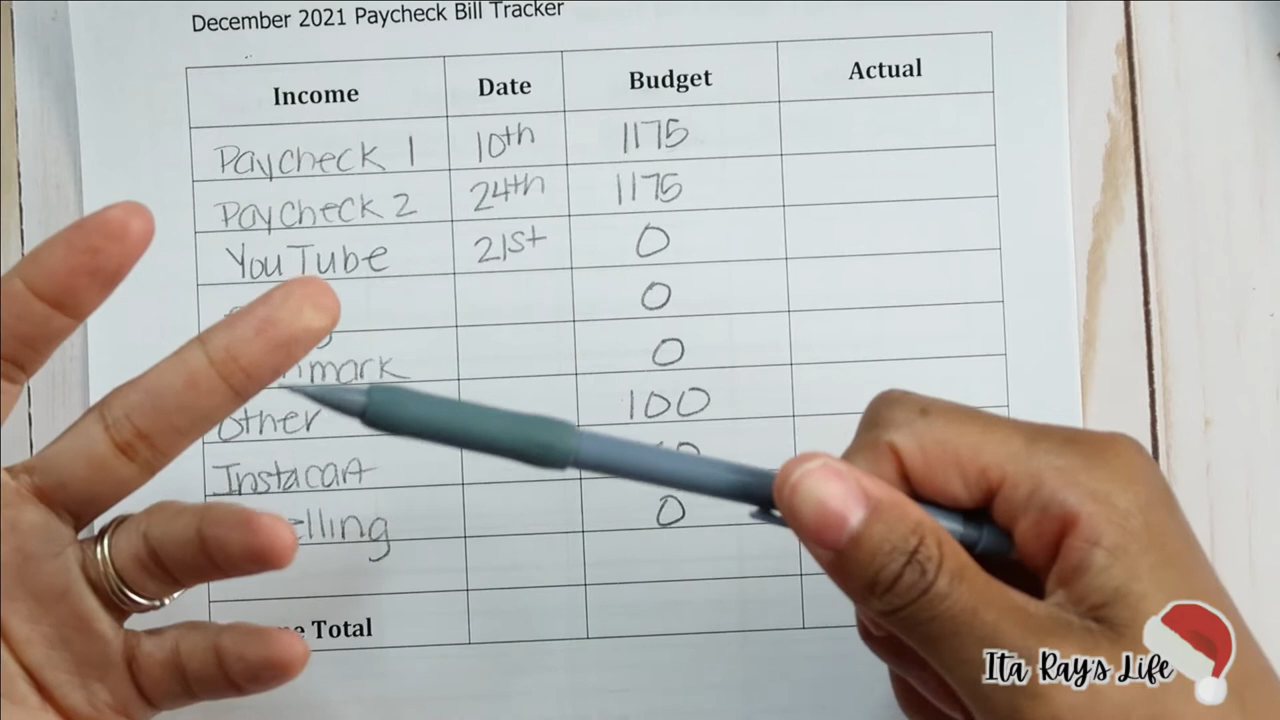 December 2021 Paycheck Bill Tracker
Income Date Budget Actual
Paycheck 1 10th 1175
Paycheck 2 24th 1175
YouTube 21st 0
0
0
Other 100
Instacart
0
Total
Ita Ray's Life